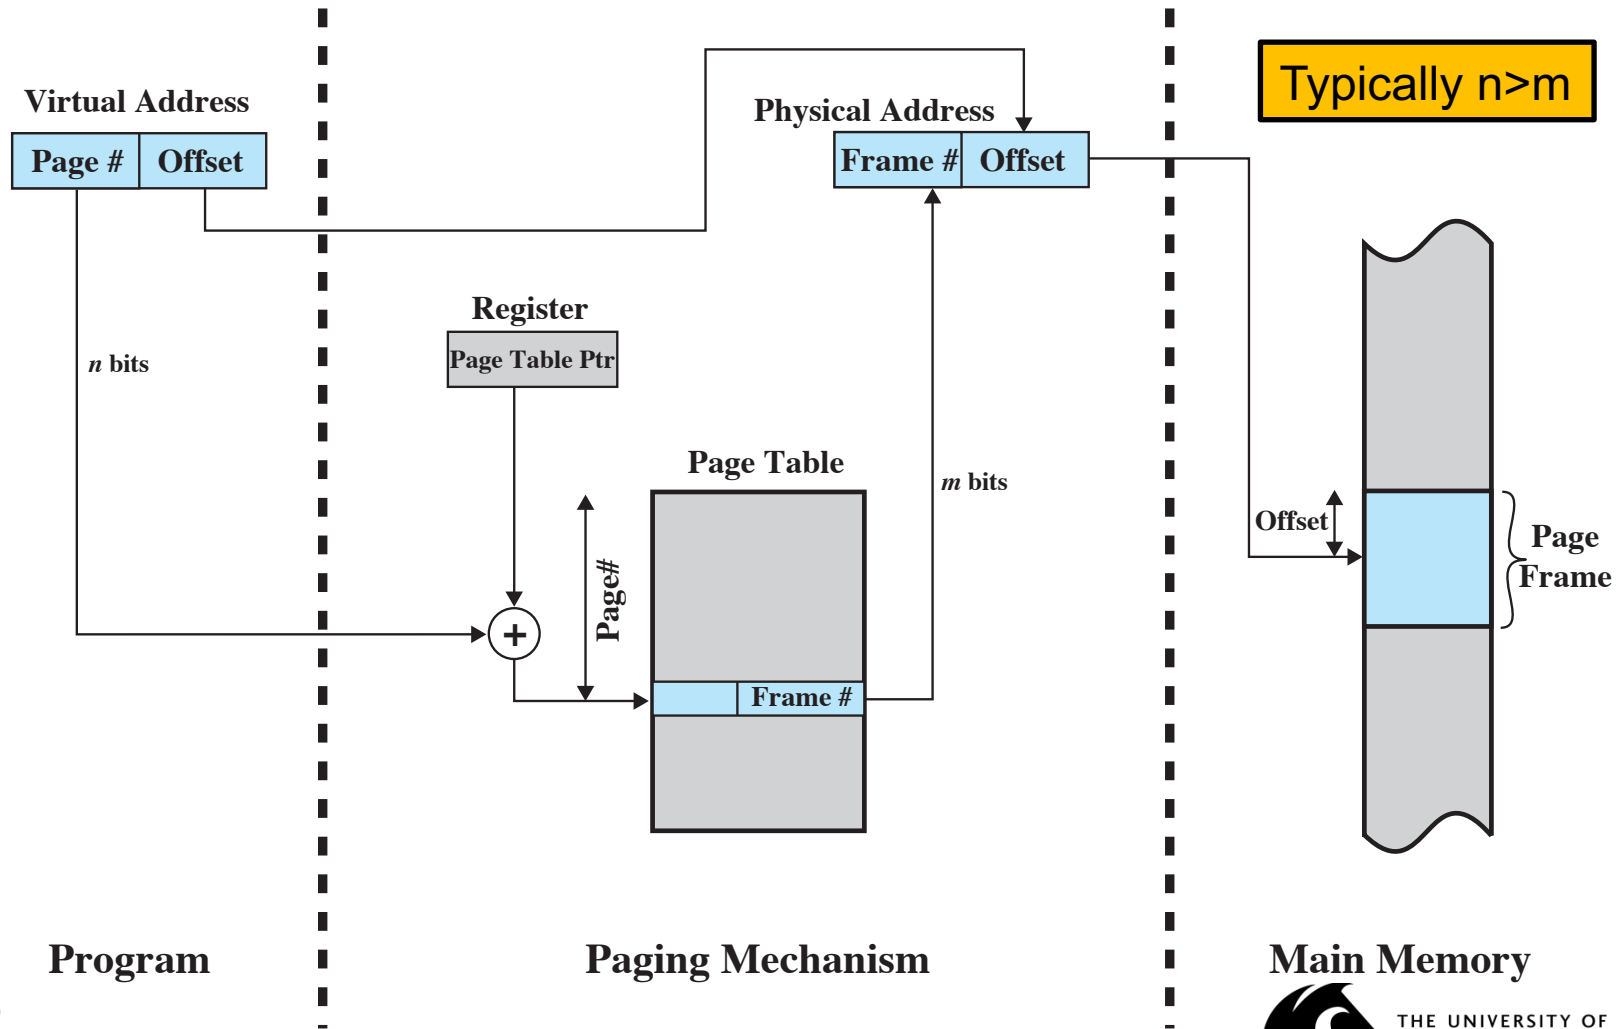 Typically n>m
Virtual Address
Page # Offset
Physical Address
Frame # Offset
n bits
Register
Page Table Ptr
Page Table
Page#
Frame #
m bits
Offset
Page
Frame
+
Program
Paging Mechanism
Main Memory
THE UNIVERSITY OF